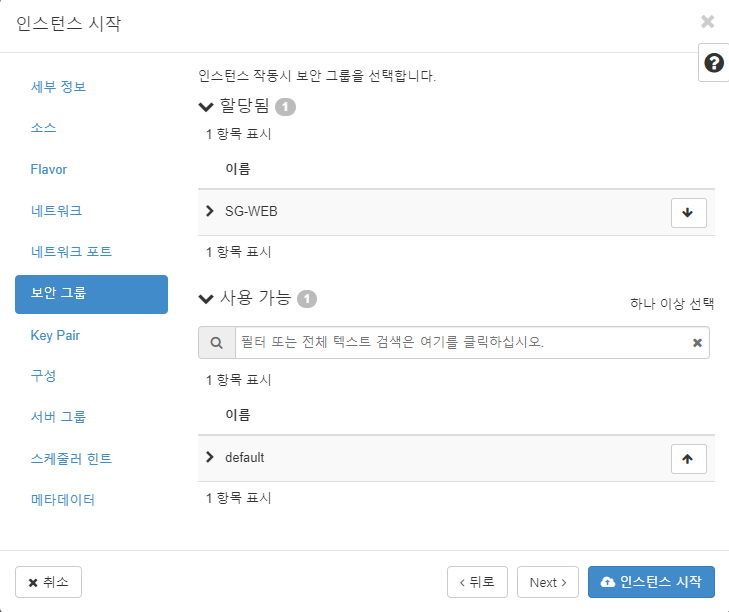 인스턴스 시작
세부 정보
소스
Flavor
네트워크
네트워크 포트
보안 그룹
Key Pair
구성
서버 그룹
스케줄러 힌트
메타데이터
인스턴스 작동시 보안 그룹을 선택합니다.
할당됨 1
1 항목 표시
이름
SG-WEB
1 항목 표시
사용 가능 1
하나 이상 선택
필터 또는 전체 텍스트 검색은 여기를 클릭하십시오.
1 항목 표시
이름
default
1 항목 표시
취소
뒤로
Next
인스턴스 시작